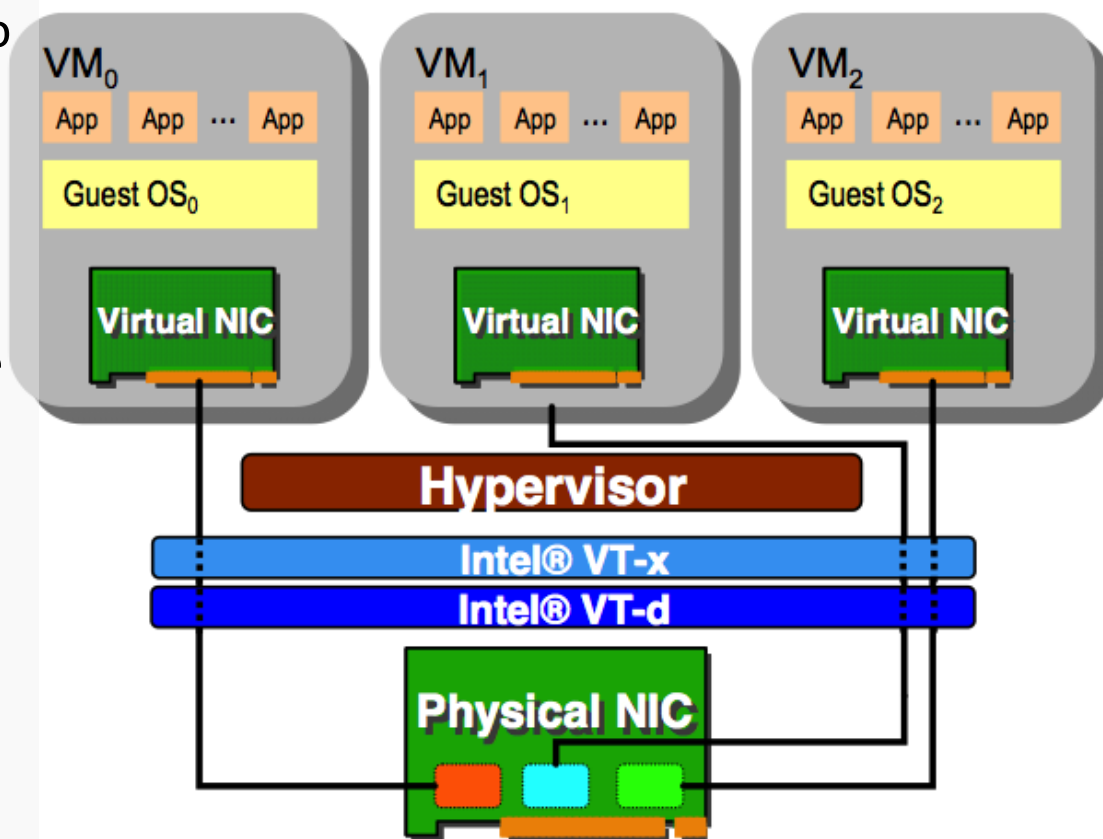 VM₀
App App ... App
Guest OS₀
Virtual NIC
VM₁
App App ... App
Guest OS₁
Virtual NIC
VM₂
App App ... App
Guest OS₂
Virtual NIC
Hypervisor
Intel® VT-x
Intel® VT-d
Physical NIC